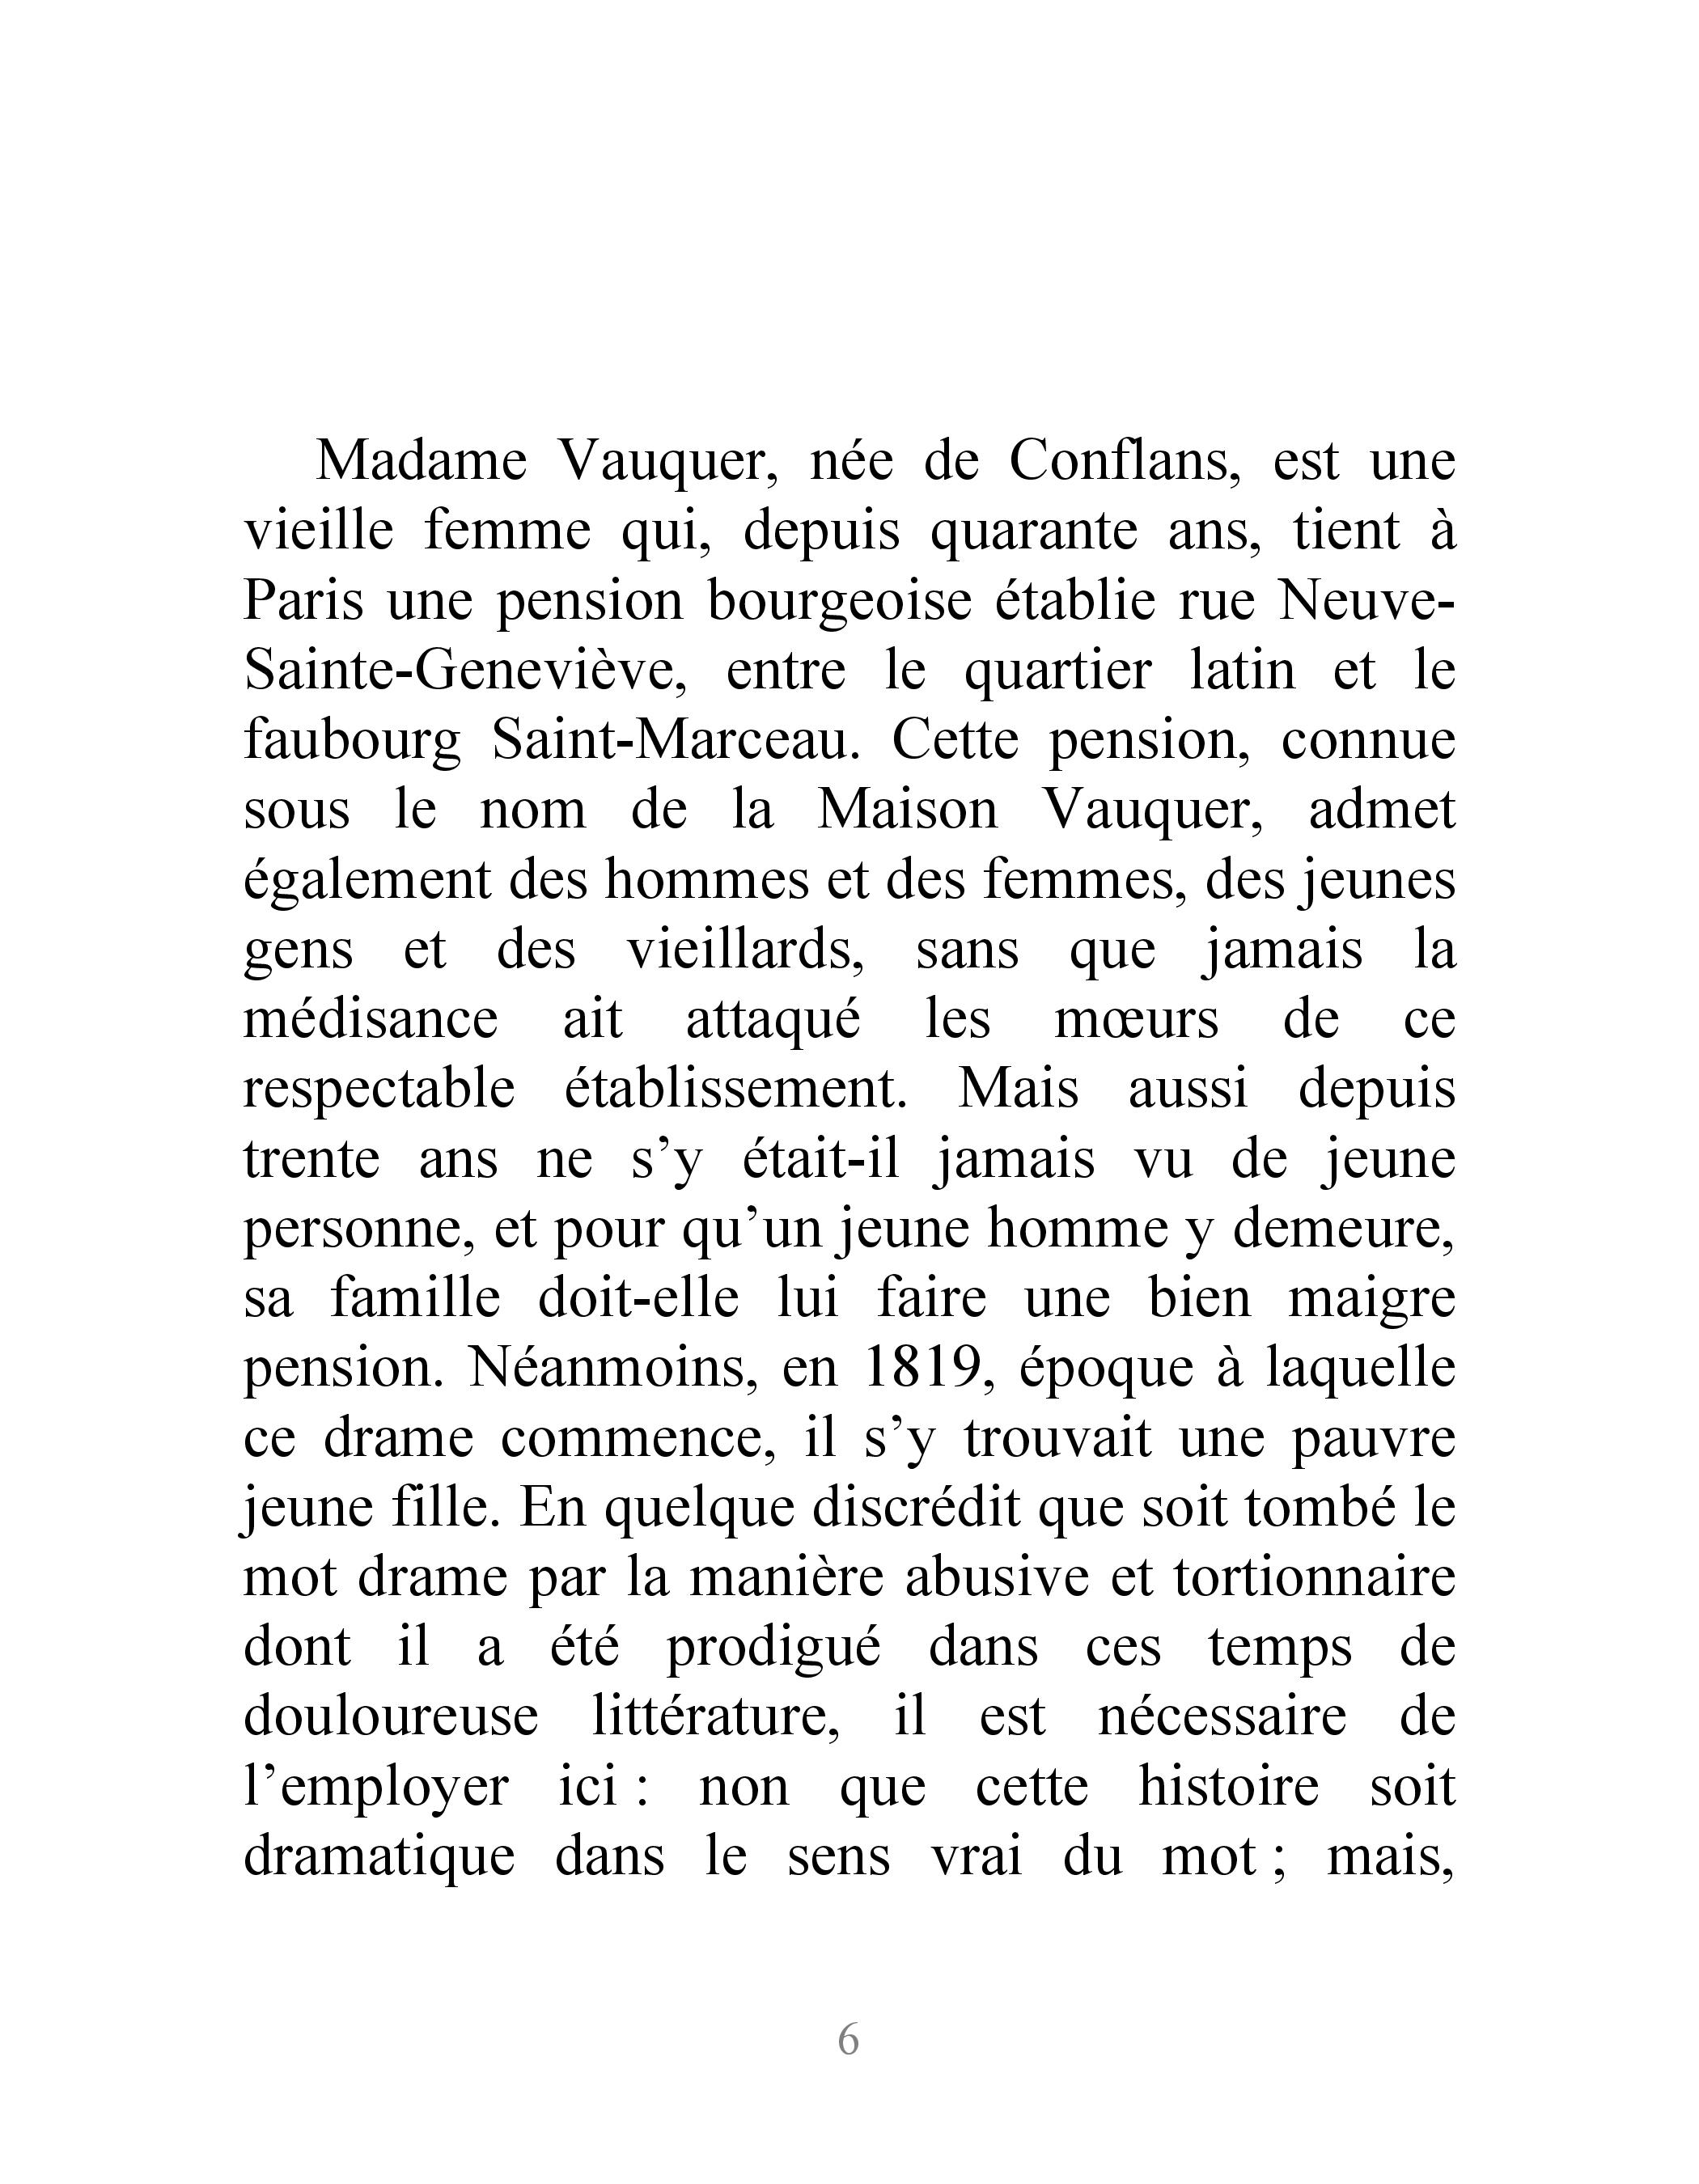 Madame Vauquer, née de Conflans, est une
vieille femme qui, depuis quarante ans, tient à
Paris une pension bourgeoise établie rue Neuve-
Sainte-Geneviève, entre le quartier latin et le
faubourg Saint-Marceau. Cette pension, connue
sous le nom de la Maison Vauquer, admet
également des hommes et des femmes, des jeunes
gens et des vieillards, sans que jamais la
médisance ait attaqué les mœurs de ce
respectable établissement. Mais aussi depuis
trente ans ne s’y était-il jamais vu de jeune
personne, et pour qu’un jeune homme y demeure,
sa famille doit-elle lui faire une bien maigre
pension. Néanmoins, en 1819, époque à laquelle
ce drame commence, il s’y trouvait une pauvre
jeune fille. En quelque discrédit que soit tombé le
mot drame par la manière abusive et tortionnaire
dont il a été prodigué dans ces temps de
douloureuse littérature, il est nécessaire de
l’employer ici : non que cette histoire soit
dramatique dans le sens vrai du mot ; mais,
6